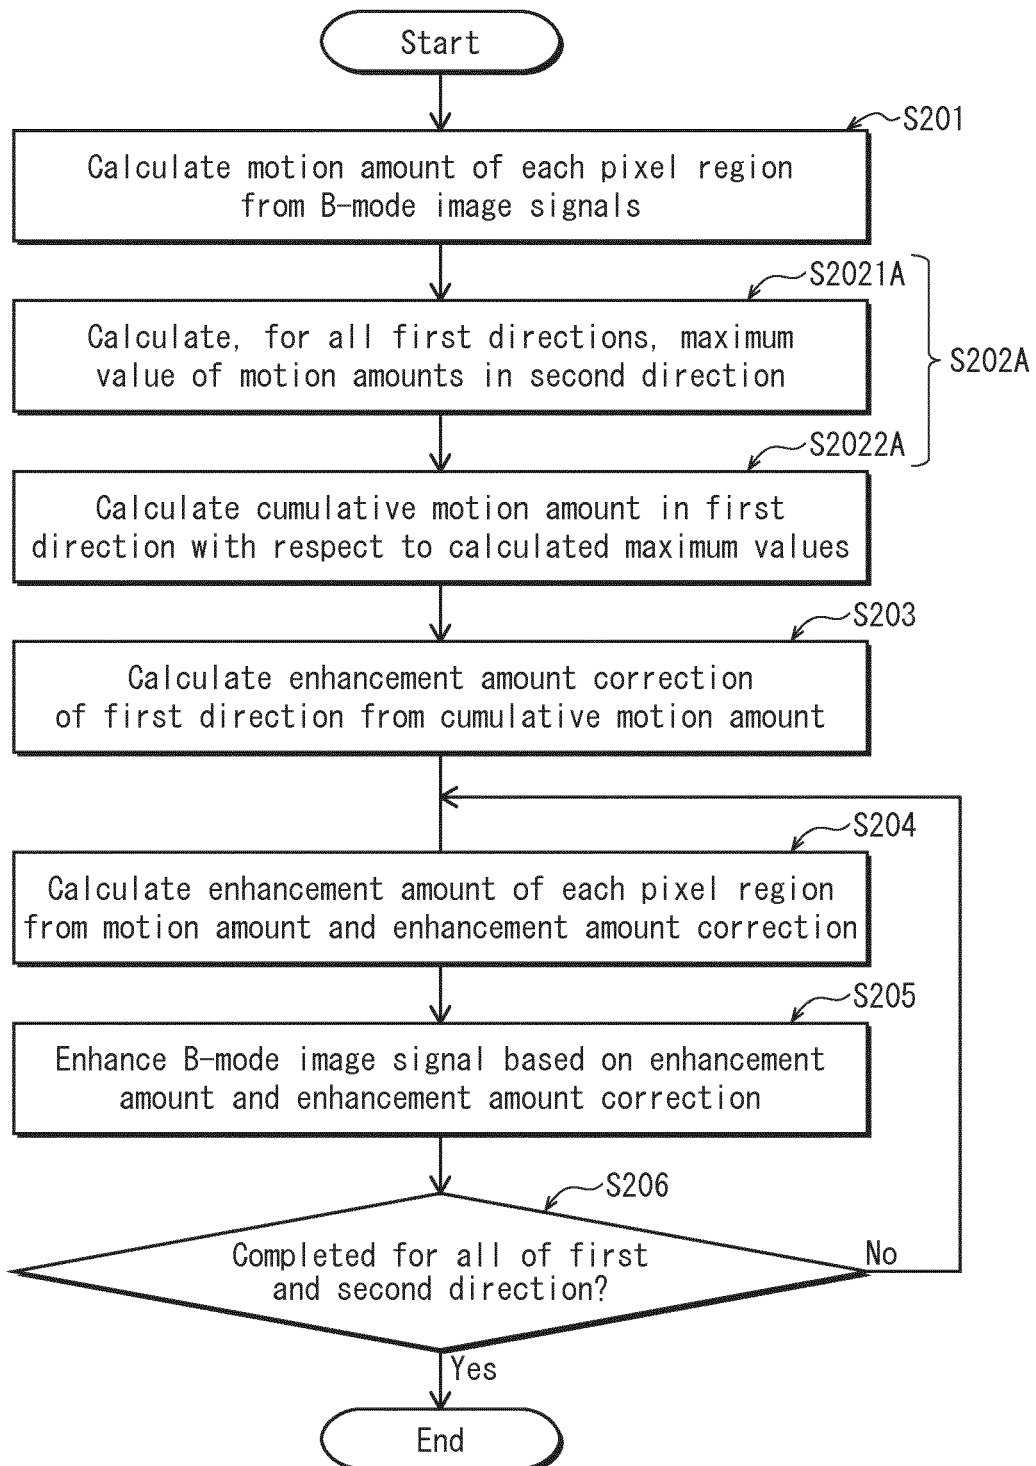 Start
S201
Calculate motion amount of each pixel region
from B-mode image signals
S2021A
Calculate, for all first directions, maximum
value of motion amounts in second direction
S202A
S2022A
Calculate cumulative motion amount in first
direction with respect to calculated maximum values
S203
Calculate enhancement amount correction
of first direction from cumulative motion amount
S204
Calculate enhancement amount of each pixel region
from motion amount and enhancement amount correction
S205
Enhance B-mode image signal based on enhancement
amount and enhancement amount correction
S206
Completed for all of first
and second direction?
No
Yes
End